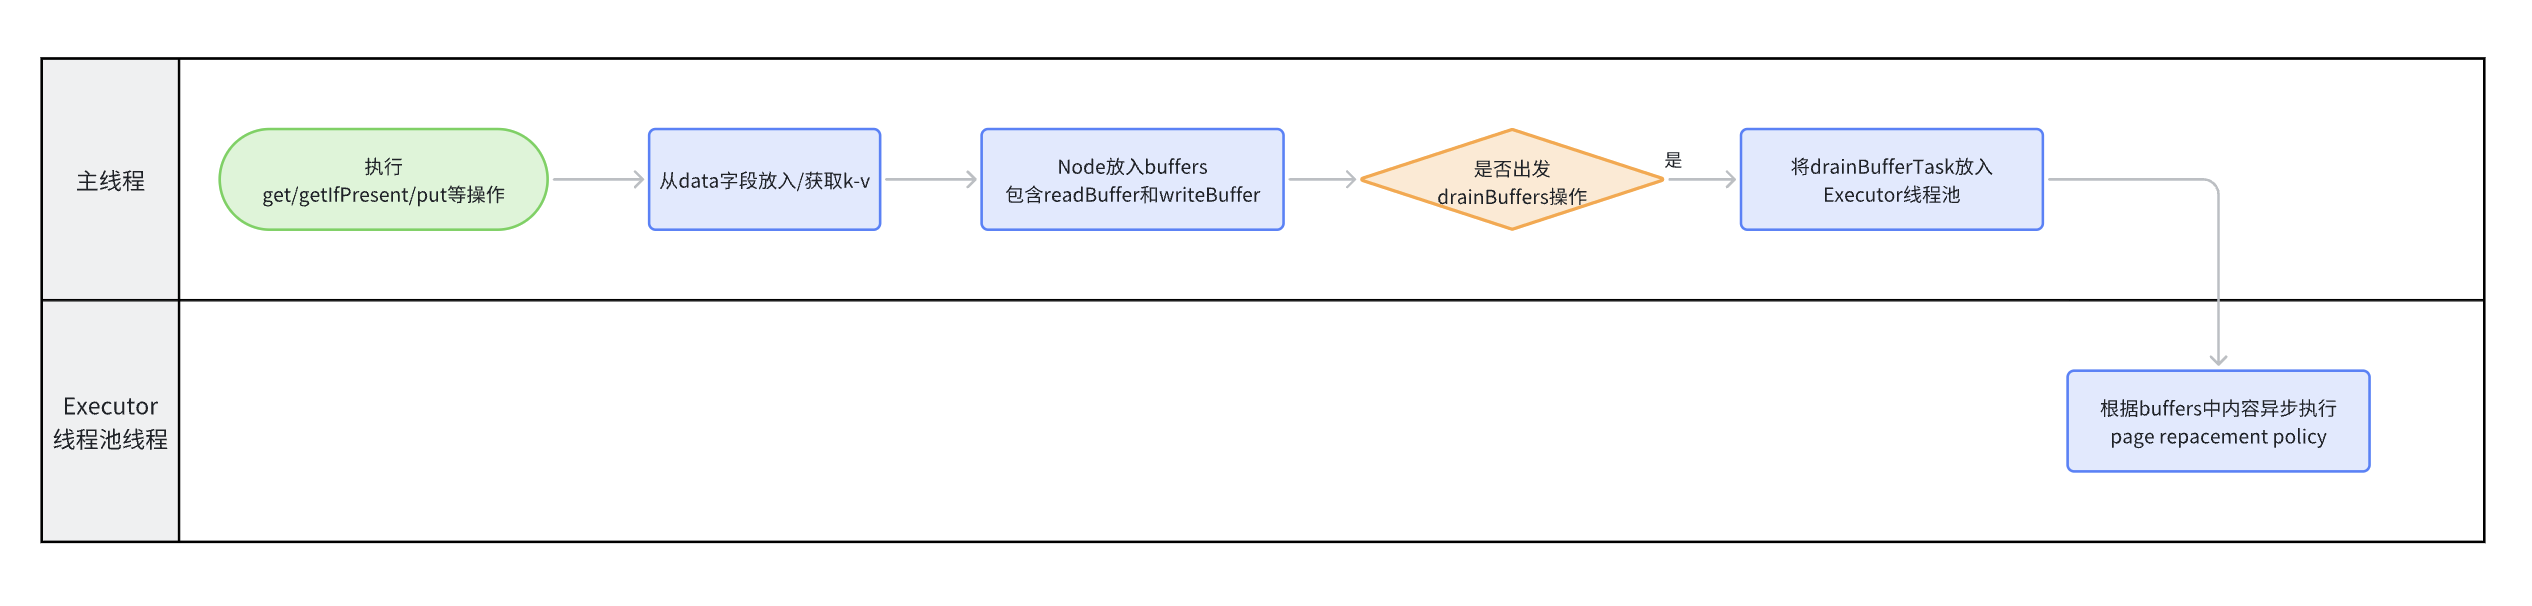 主线程
执行
get/getIfPresent/put等操作
从data字段放入/获取k-v
Node放入buffers
包含readBuffer和writeBuffer
是否出发
drainBuffers操作
是
将drainBufferTask放入
Executor线程池
Executor
线程池线程
根据buffers中内容异步执行
page repacement policy